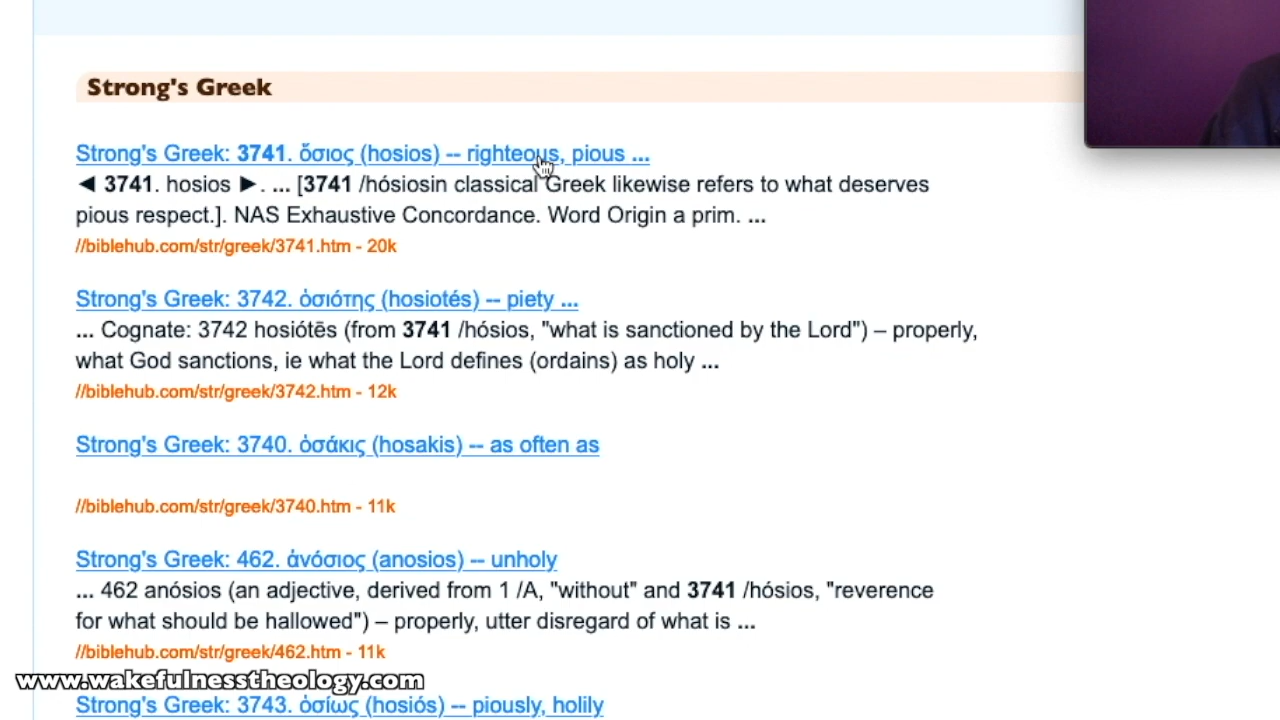 Strong's Greek
Strong's Greek: 3741. ὅσιος (hosios) -- righteous, pious ...
◄ 3741. hosios ►. ... [3741 /hósiosin classical Greek likewise refers to what deserves
pious respect.]. NAS Exhaustive Concordance. Word Origin a prim. ...
//biblehub.com/str/greek/3741.htm - 20k
Strong's Greek: 3742. ὁσιότης (hosiotés) -- piety ...
... Cognate: 3742 hosiótēs (from 3741 /hósios, "what is sanctioned by the Lord") – properly,
what God sanctions, ie what the Lord defines (ordains) as holy ...
//biblehub.com/str/greek/3742.htm - 12k
Strong's Greek: 3740. ὁσάκις (hosakis) -- as often as
//biblehub.com/str/greek/3740.htm - 11k
Strong's Greek: 462. ἀνόσιος (anosios) -- unholy
... 462 anósios (an adjective, derived from 1 /A, "without" and 3741 /hósios, "reverence
for what should be hallowed") – properly, utter disregard of what is ...
//biblehub.com/str/greek/462.htm - 11k
www.wakefulnesstheology.com
Strong's Greek: 3743. ὁσίως (hosiós) -- piously, holily